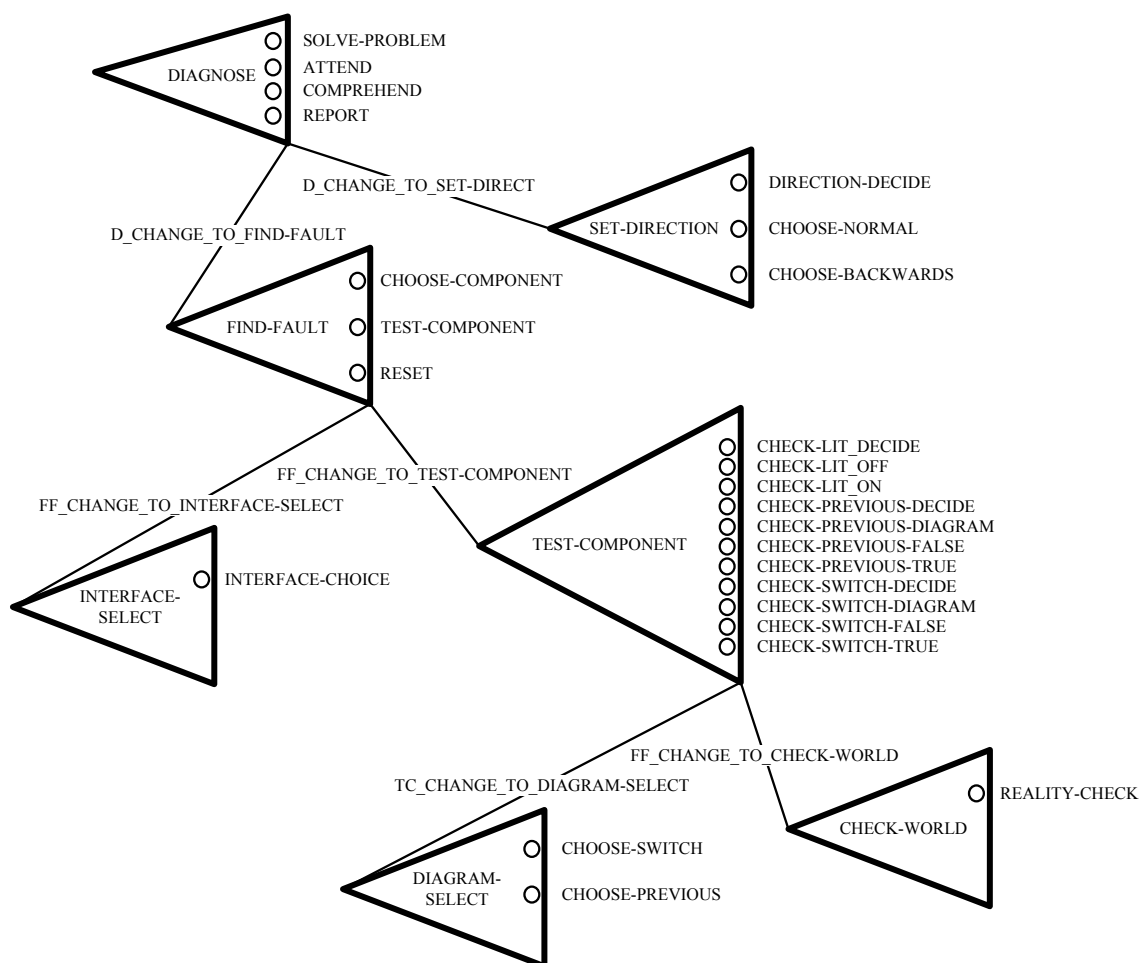 SOLVE-PROBLEM
DIAGNOSE
ATTEND
COMPREHEND
REPORT
D_CHANGE_TO_SET-DIRECT
DIRECTION-DECIDE
SET-DIRECTION
CHOOSE-NORMAL
CHOOSE-BACKWARDS
D_CHANGE_TO_FIND-FAULT
CHOOSE-COMPONENT
FIND-FAULT
TEST-COMPONENT
RESET
FF_CHANGE_TO_TEST-COMPONENT
FF_CHANGE_TO_INTERFACE-SELECT
INTERFACE-CHOICE
INTERFACE-
SELECT
TEST-COMPONENT
CHECK-LIT_DECIDE
CHECK-LIT_OFF
CHECK-LIT_ON
CHECK-PREVIOUS-DECIDE
CHECK-PREVIOUS-DIAGRAM
CHECK-PREVIOUS-FALSE
CHECK-PREVIOUS-TRUE
CHECK-SWITCH-DECIDE
CHECK-SWITCH-DIAGRAM
CHECK-SWITCH-FALSE
CHECK-SWITCH-TRUE
FF_CHANGE_TO_CHECK-WORLD
TC_CHANGE_TO_DIAGRAM-SELECT
REALITY-CHECK
CHECK-WORLD
CHOOSE-SWITCH
DIAGRAM-
SELECT
CHOOSE-PREVIOUS